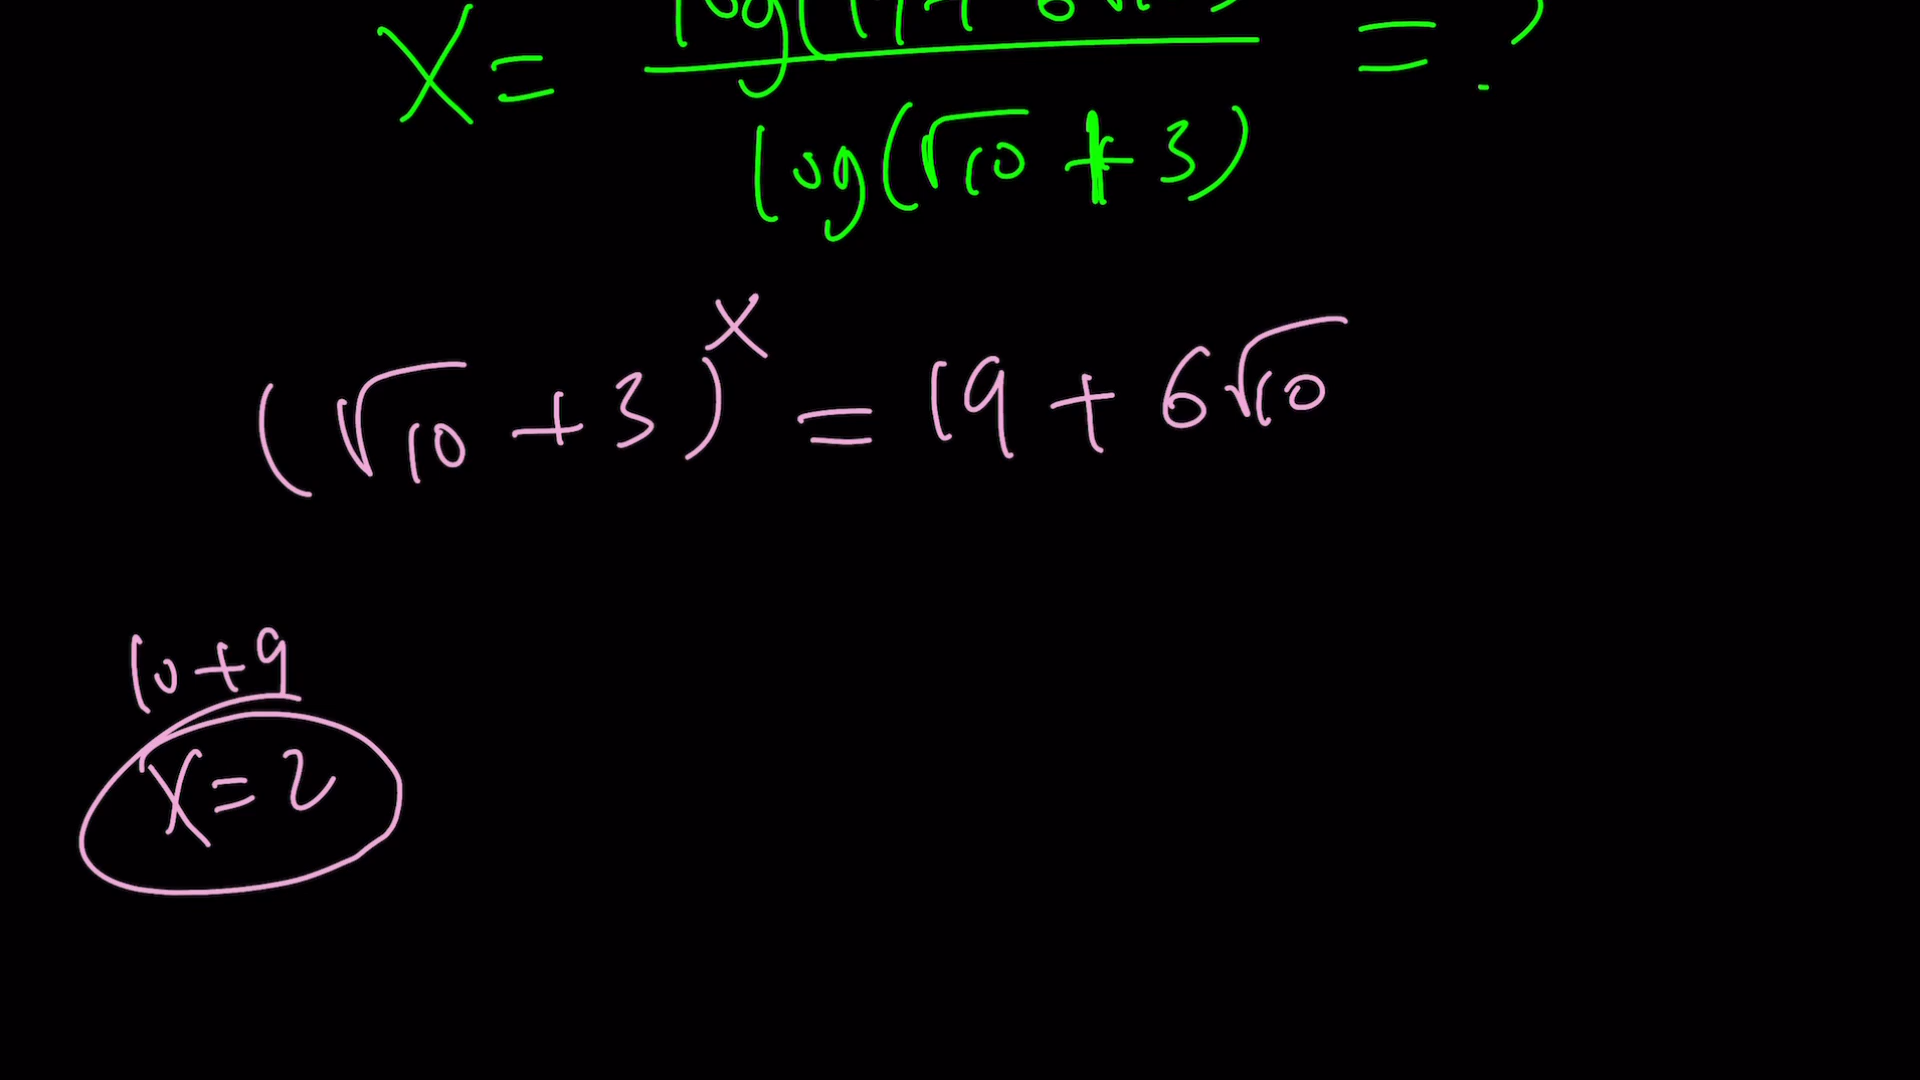 X = log(19 + 6√10) / log(√10 + 3) = ?
(√10 + 3)^x = 19 + 6√10
10 + 9
x = 2